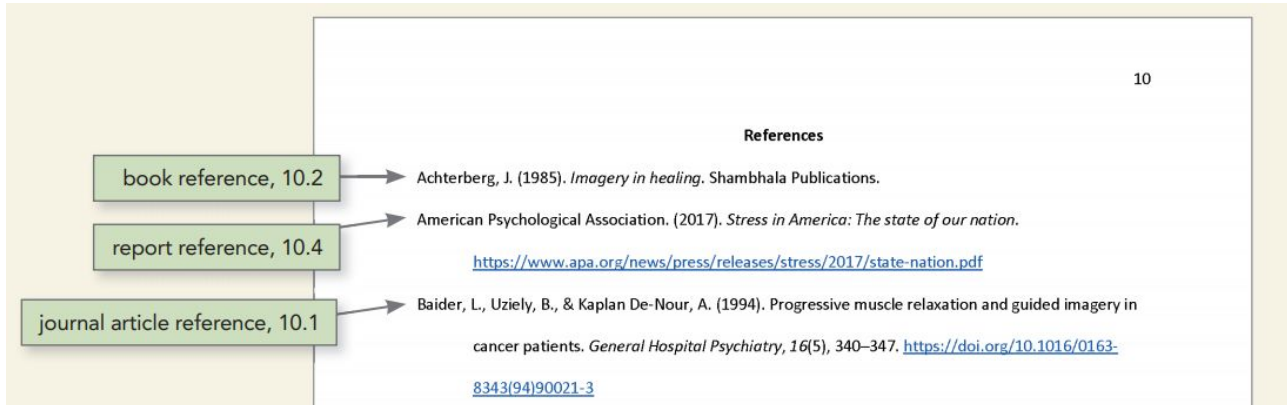 10
References
book reference, 10.2
Achterberg, J. (1985). Imagery in healing. Shambhala Publications.
report reference, 10.4
American Psychological Association. (2017). Stress in America: The state of our nation.
https://www.apa.org/news/press/releases/stress/2017/state-nation.pdf
journal article reference, 10.1
Baider, L., Uziely, B., & Kaplan De-Nour, A. (1994). Progressive muscle relaxation and guided imagery in
cancer patients. General Hospital Psychiatry, 16(5), 340–347. https://doi.org/10.1016/0163-
8343(94)90021-3